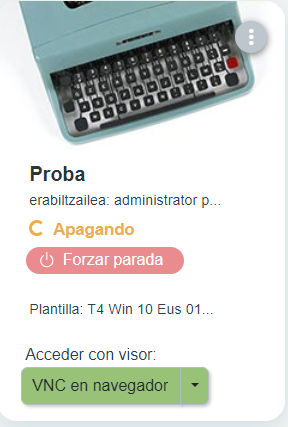 Proba
erabiltzailea: administrator p...
Apagando
Forzar parada
Plantilla: T4 Win 10 Eus 01...
Acceder con visor:
VNC en navegador